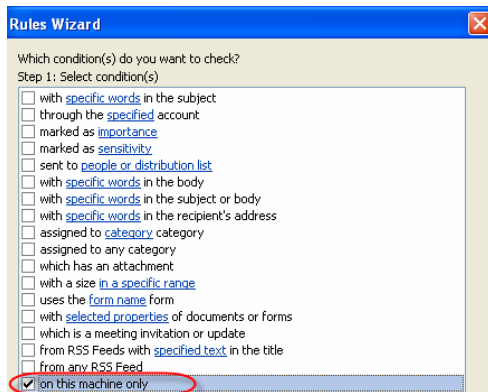 Rules Wizard
Which condition(s) do you want to check?
Step 1: Select condition(s)
with specific words in the subject
through the specified account
marked as importance
marked as sensitivity
sent to people or distribution list
with specific words in the body
with specific words in the subject or body
with specific words in the recipient's address
assigned to category category
assigned to any category
which has an attachment
with a size in a specific range
uses the form name form
with selected properties of documents or forms
which is a meeting invitation or update
from RSS Feeds with specified text in the title
from any RSS Feed
on this machine only